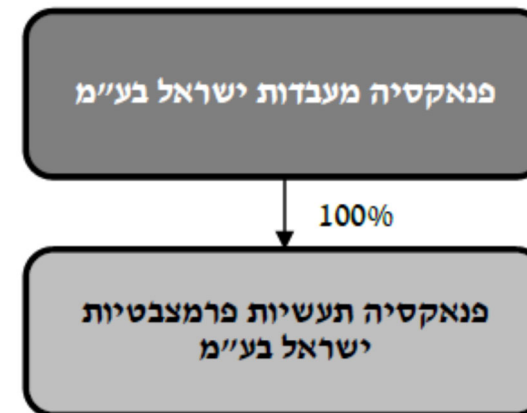 פנאקסיה מעבדות ישראל בע״מ
100%
פנאקסיה תעשיות פרמצבטיות
ישראל בע״מ